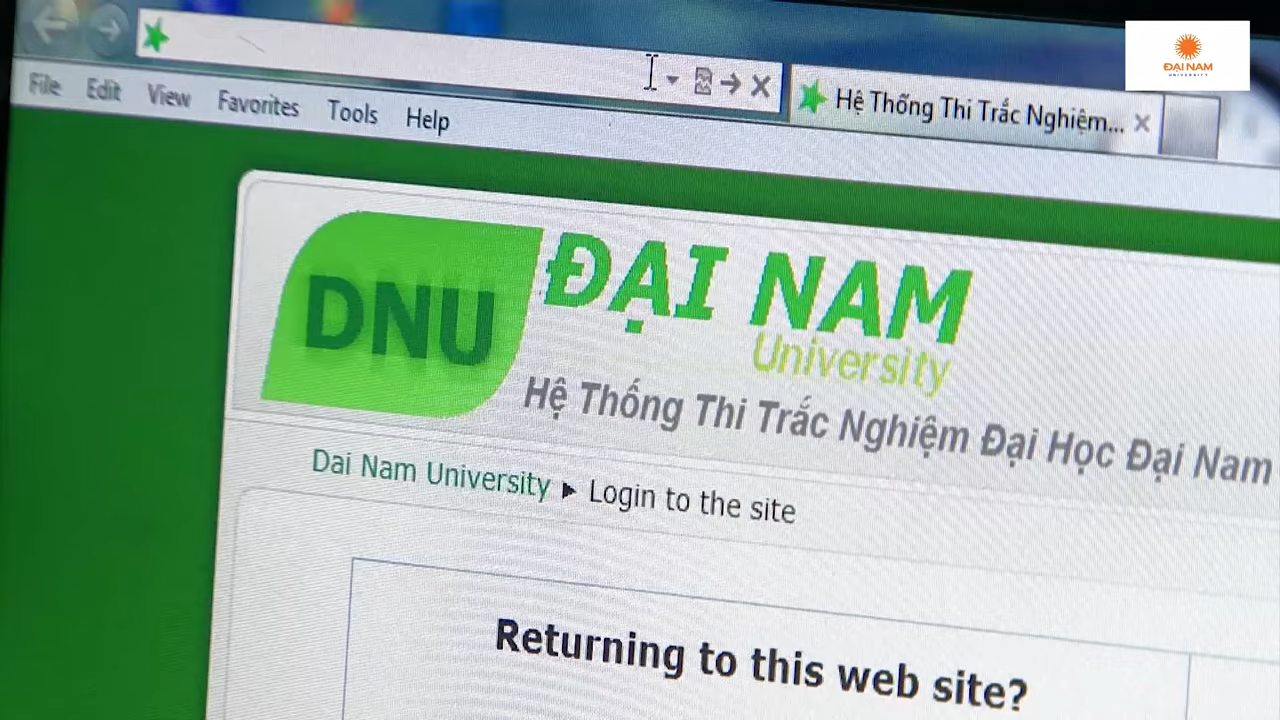 ĐẠI NAM
UNIVERSITY
Hệ Thống Thi Trắc Nghiệm...
File Edit View Favorites Tools Help
DNU
ĐẠI NAM
University
Hệ Thống Thi Trắc Nghiệm Đại Học Đại Nam
Dai Nam University ► Login to the site
Returning to this web site?